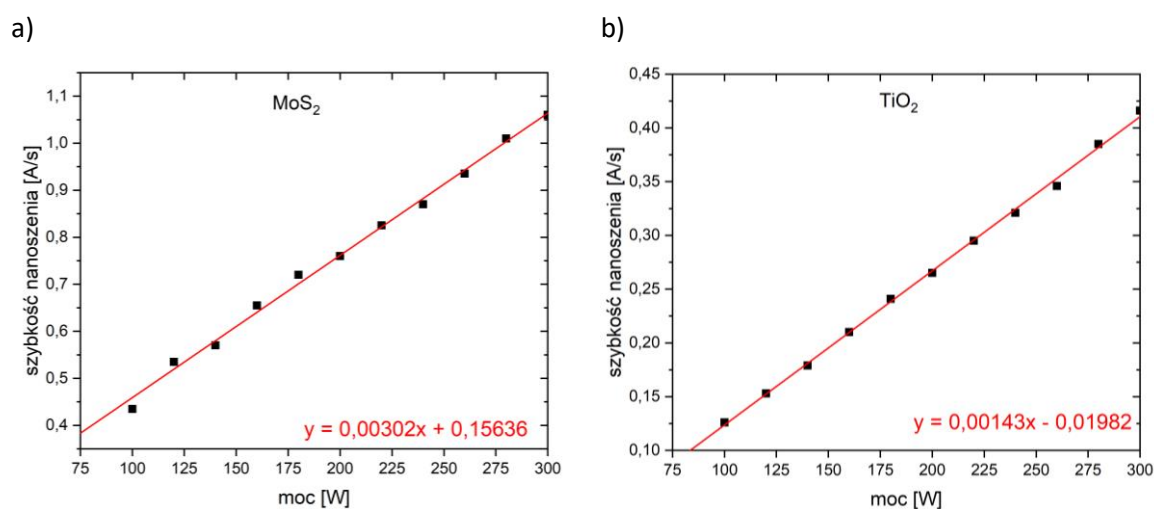 a)
b)
MoS2
szybkość nanoszenia [A/s]
1,1
1,0
0,9
0,8
0,7
0,6
0,5
0,4
y = 0,00302x + 0,15636
75 100 125 150 175 200 225 250 275 300
moc [W]
TiO2
szybkość nanoszenia [A/s]
0,45
0,40
0,35
0,30
0,25
0,20
0,15
0,10
y = 0,00143x - 0,01982
75 100 125 150 175 200 225 250 275 300
moc [W]